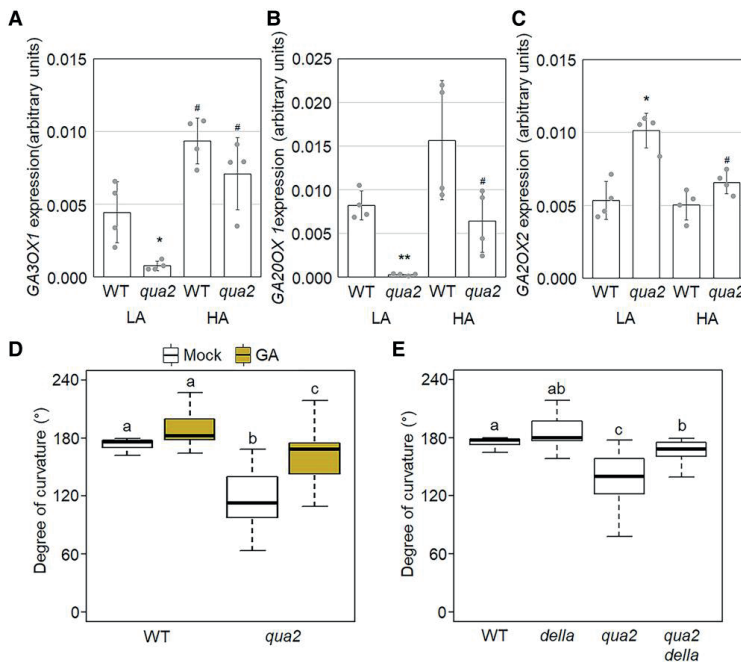 A
GA3OX1 expression(arbitrary units)
0.015
0.010
0.005
0.000
*
#
#
WT qua2 WT qua2
LA HA
B
GA20OX 1expression (arbitrary units)
0.025
0.020
0.015
0.010
0.005
0.000
**
#
WT qua2 WT qua2
LA HA
C
GA2OX2 expression (arbitrary units)
0.015
0.010
0.005
0.000
*
#
WT qua2 WT qua2
LA HA
D
Mock GA
Degree of curvature (°)
240
180
120
60
0
a a b c
WT qua2
E
Degree of curvature (°)
240
180
120
60
0
a ab c b
WT della qua2 qua2
della